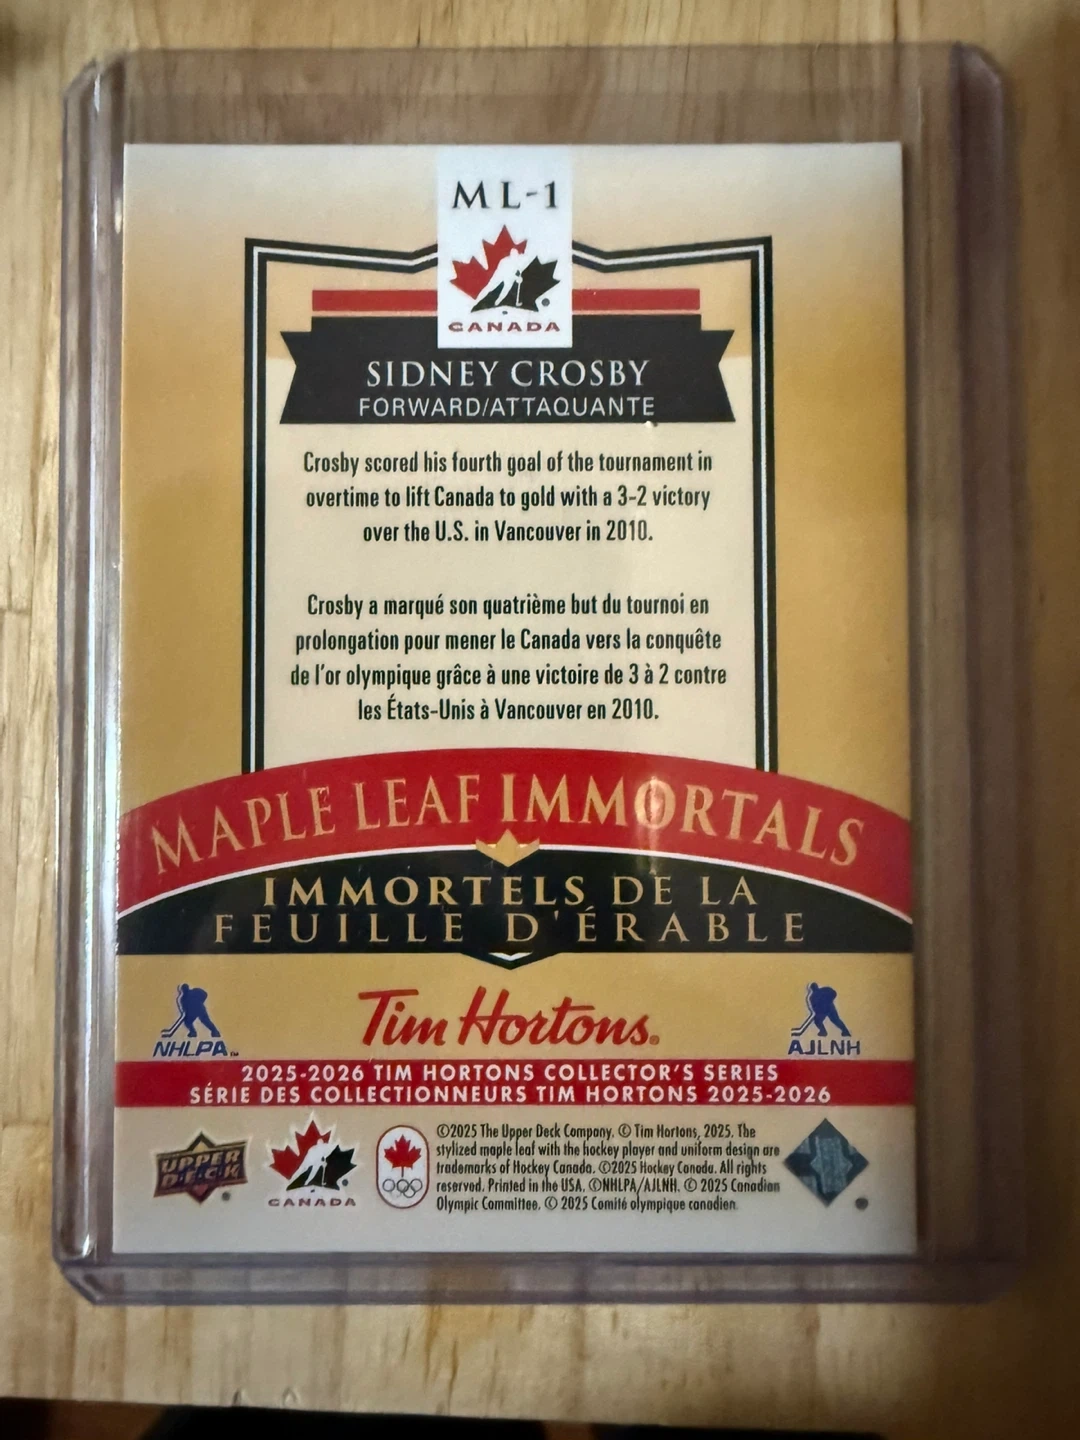 ML-1
CANADA
SIDNEY CROSBY
FORWARD/ATTAQUANTE
Crosby scored his fourth goal of the tournament in
overtime to lift Canada to gold with a 3-2 victory
over the U.S. in Vancouver in 2010.
Crosby a marqué son quatrième but du tournoi en
prolongation pour mener le Canada vers la conquête
de l'or olympique grâce à une victoire de 3 à 2 contre
les États-Unis à Vancouver en 2010.
MAPLE LEAF IMMORTALS
IMMORTELS DE LA
FEUILLE D'ÉRABLE
NHLPA™
Tim Hortons®
AJLNH
2025-2026 TIM HORTONS COLLECTOR'S SERIES
SÉRIE DES COLLECTIONNEURS TIM HORTONS 2025-2026
UPPER
DECK
CANADA
©2025 The Upper Deck Company. © Tim Hortons, 2025. The
stylized maple leaf with the hockey player and uniform design are
trademarks of Hockey Canada. ©2025 Hockey Canada. All rights
reserved. Printed in the USA. ©NHLPA/AJLNH. © 2025 Canadian
Olympic Committee. © 2025 Comité olympique canadien.